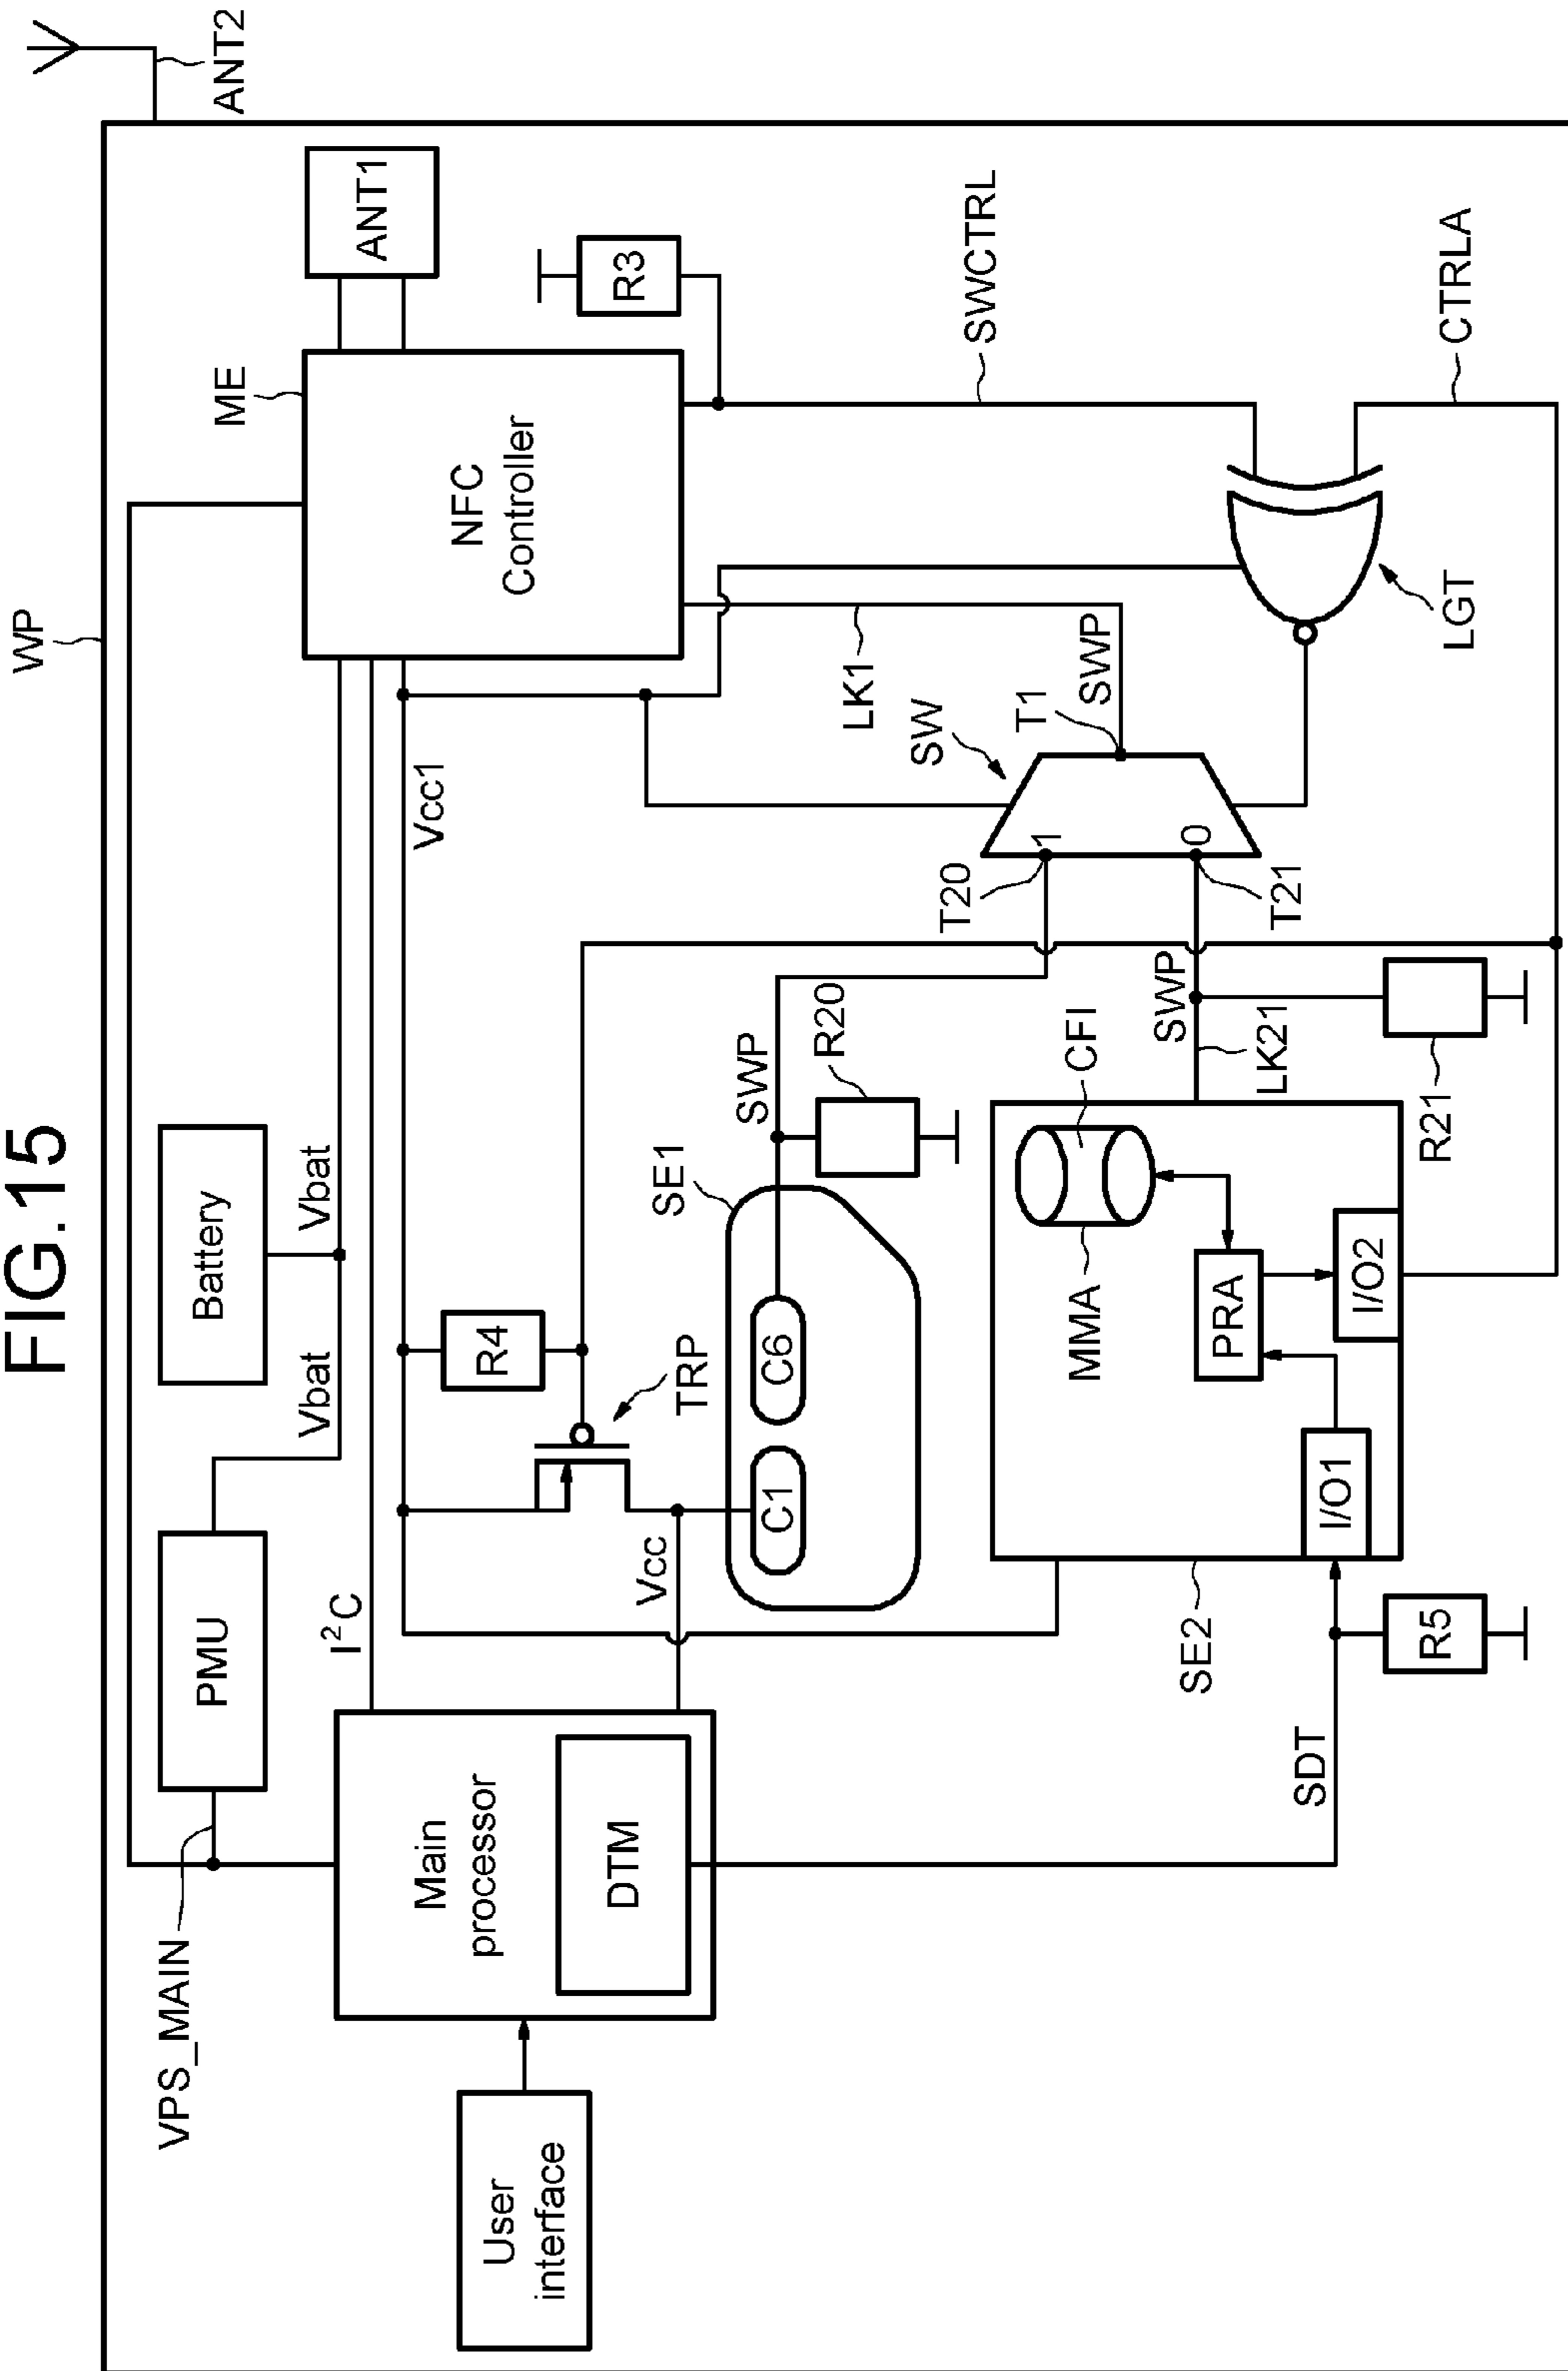 FIG.15
WP
ANT2
VPS_MAIN
PMU
Battery
Vbat
Vbat
ME
ANT1
I²C
NFC
Controller
Vcc1
R3
User
interface
Main
processor
DTM
R4
TRP
Vcc
SE1
C1
C6
SWP
R20
LK1
SW
SWP
T1
SWCTRL
T20
1
0
T21
SDT
SE2
R5
I/O1
PRA
I/O2
MMA
CFI
SWP
LK21
R21
LGT
CTRLA